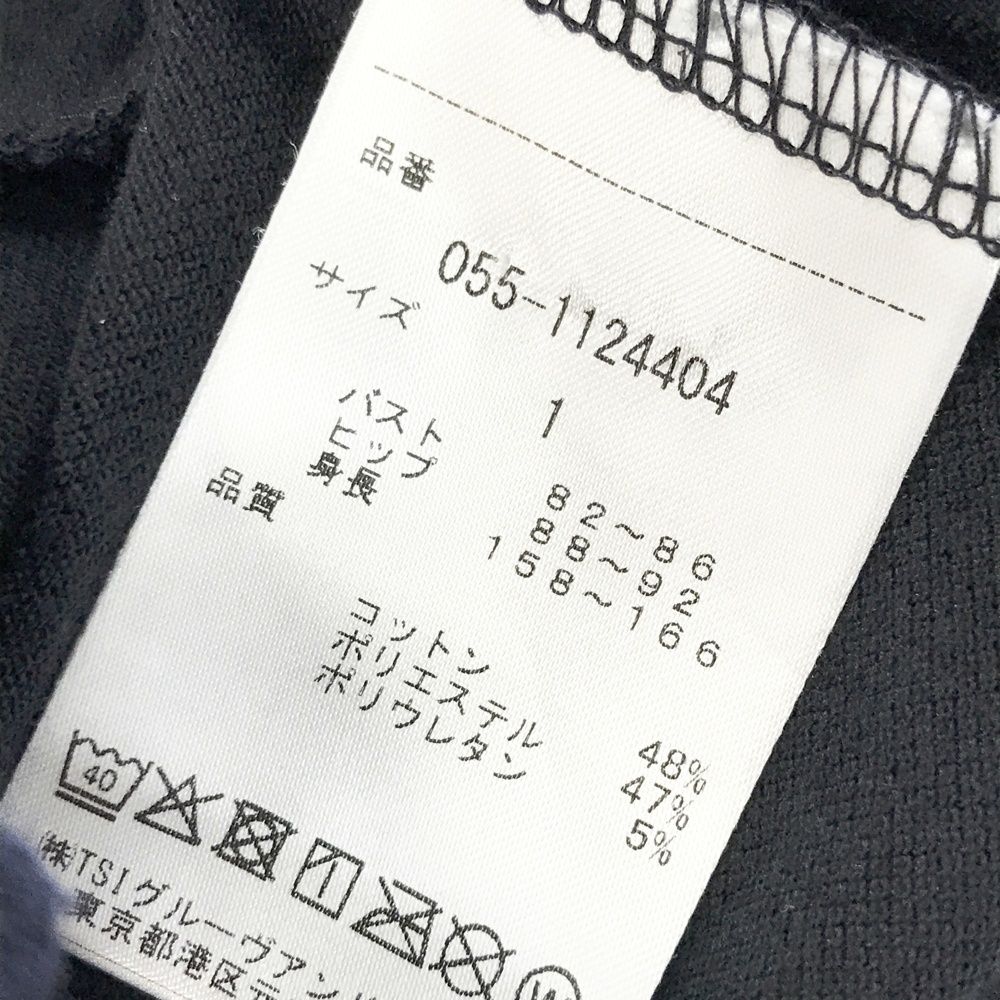 品番
055-1124404
サイズ
1
バスト 82~86
ヒップ 88~92
身長 158~166
品質
コットン 48%
ポリエステル 47%
ポリウレタン 5%
40
W
㈱TSIグルーヴアン
東京都港区元